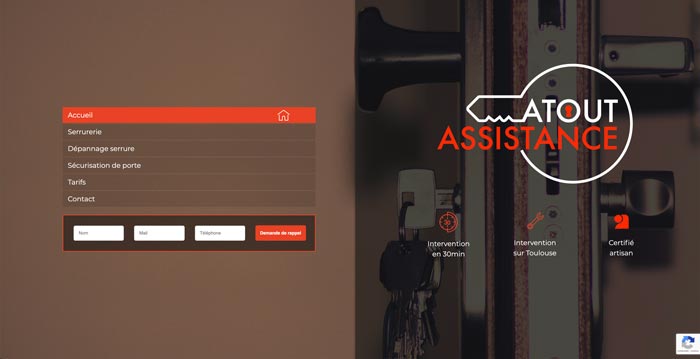 Accueil
Serrurerie
Dépannage serrure
Sécurisation de porte
Tarifs
Contact
Nom
Mail
Téléphone
Demande de rappel
ATOUT
ASSISTANCE
Intervention
en 30min
Intervention
sur Toulouse
Certifié
artisan